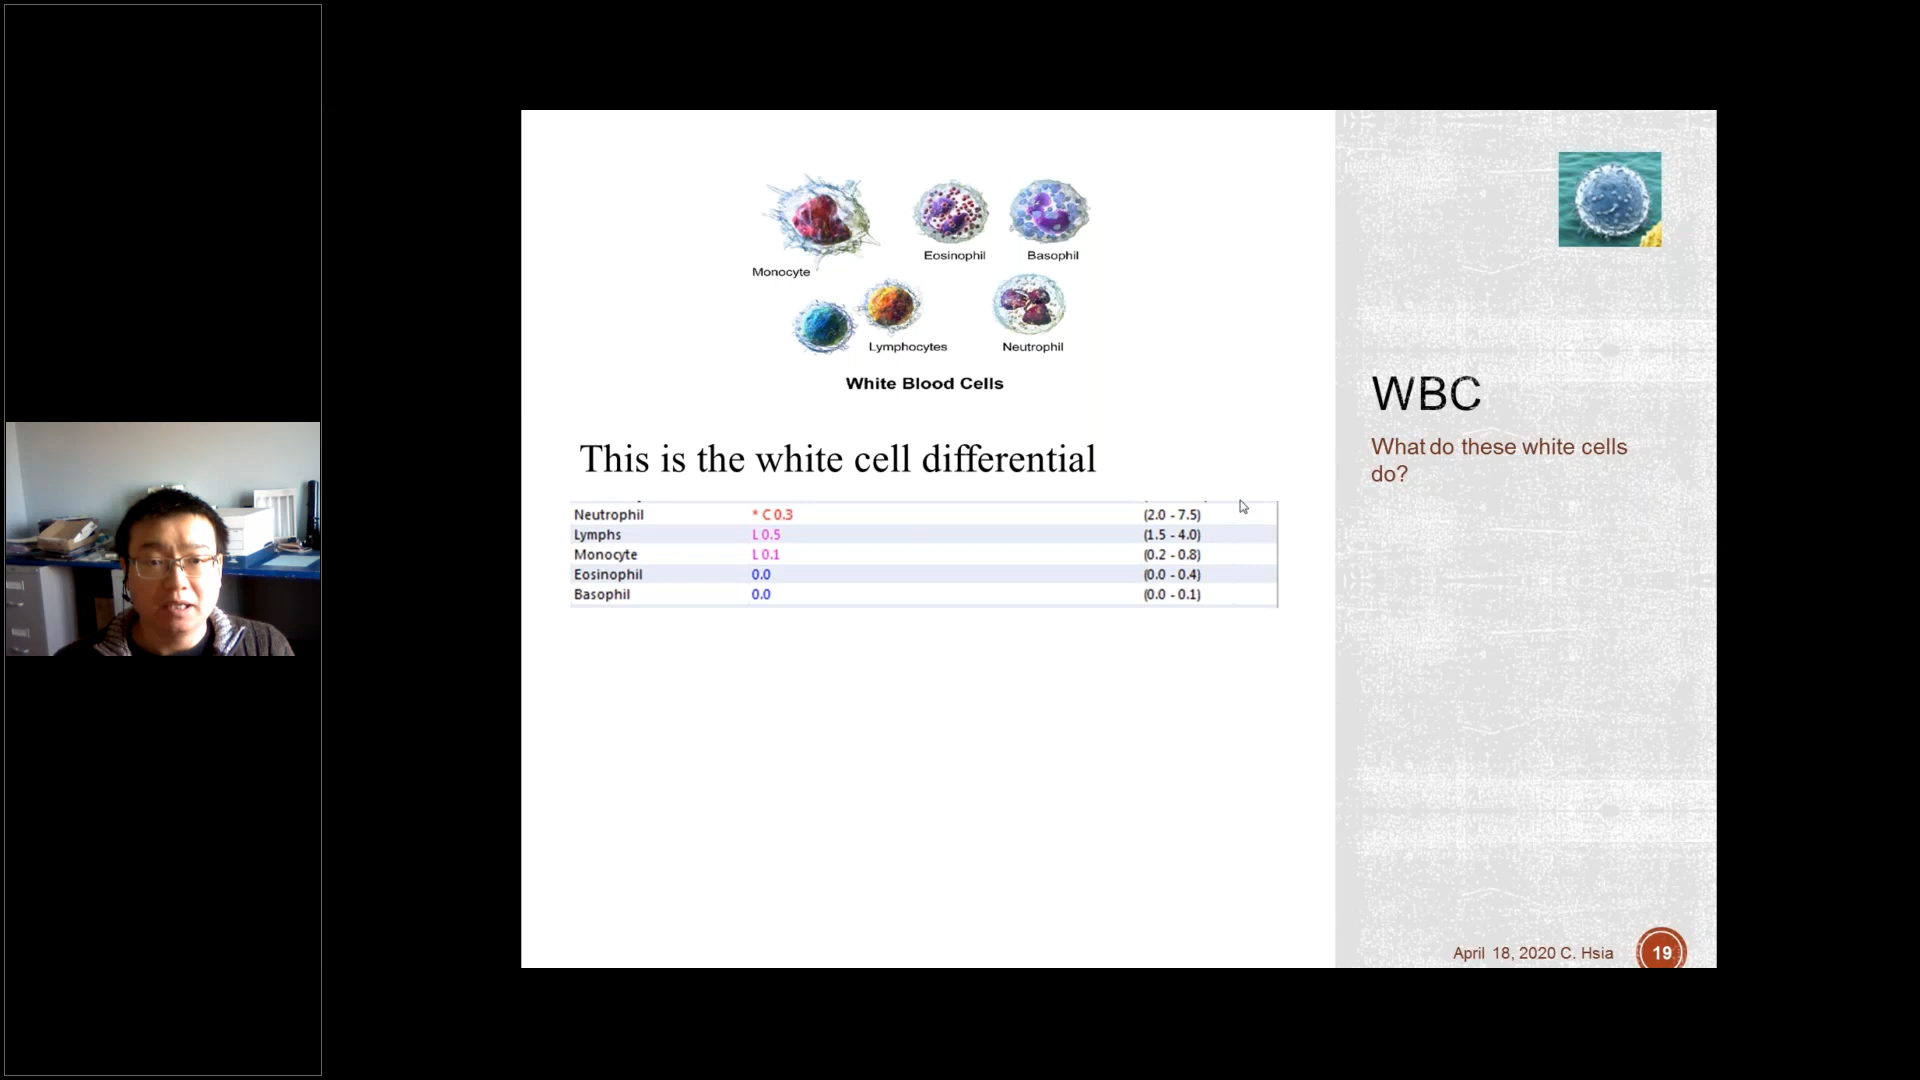 Monocyte
Eosinophil
Basophil
Lymphocytes
Neutrophil
White Blood Cells
This is the white cell differential
Neutrophil * C 0.3 (2.0 - 7.5)
Lymphs L 0.5 (1.5 - 4.0)
Monocyte L 0.1 (0.2 - 0.8)
Eosinophil 0.0 (0.0 - 0.4)
Basophil 0.0 (0.0 - 0.1)
WBC
What do these white cells
do?
April 18, 2020 C. Hsia
19